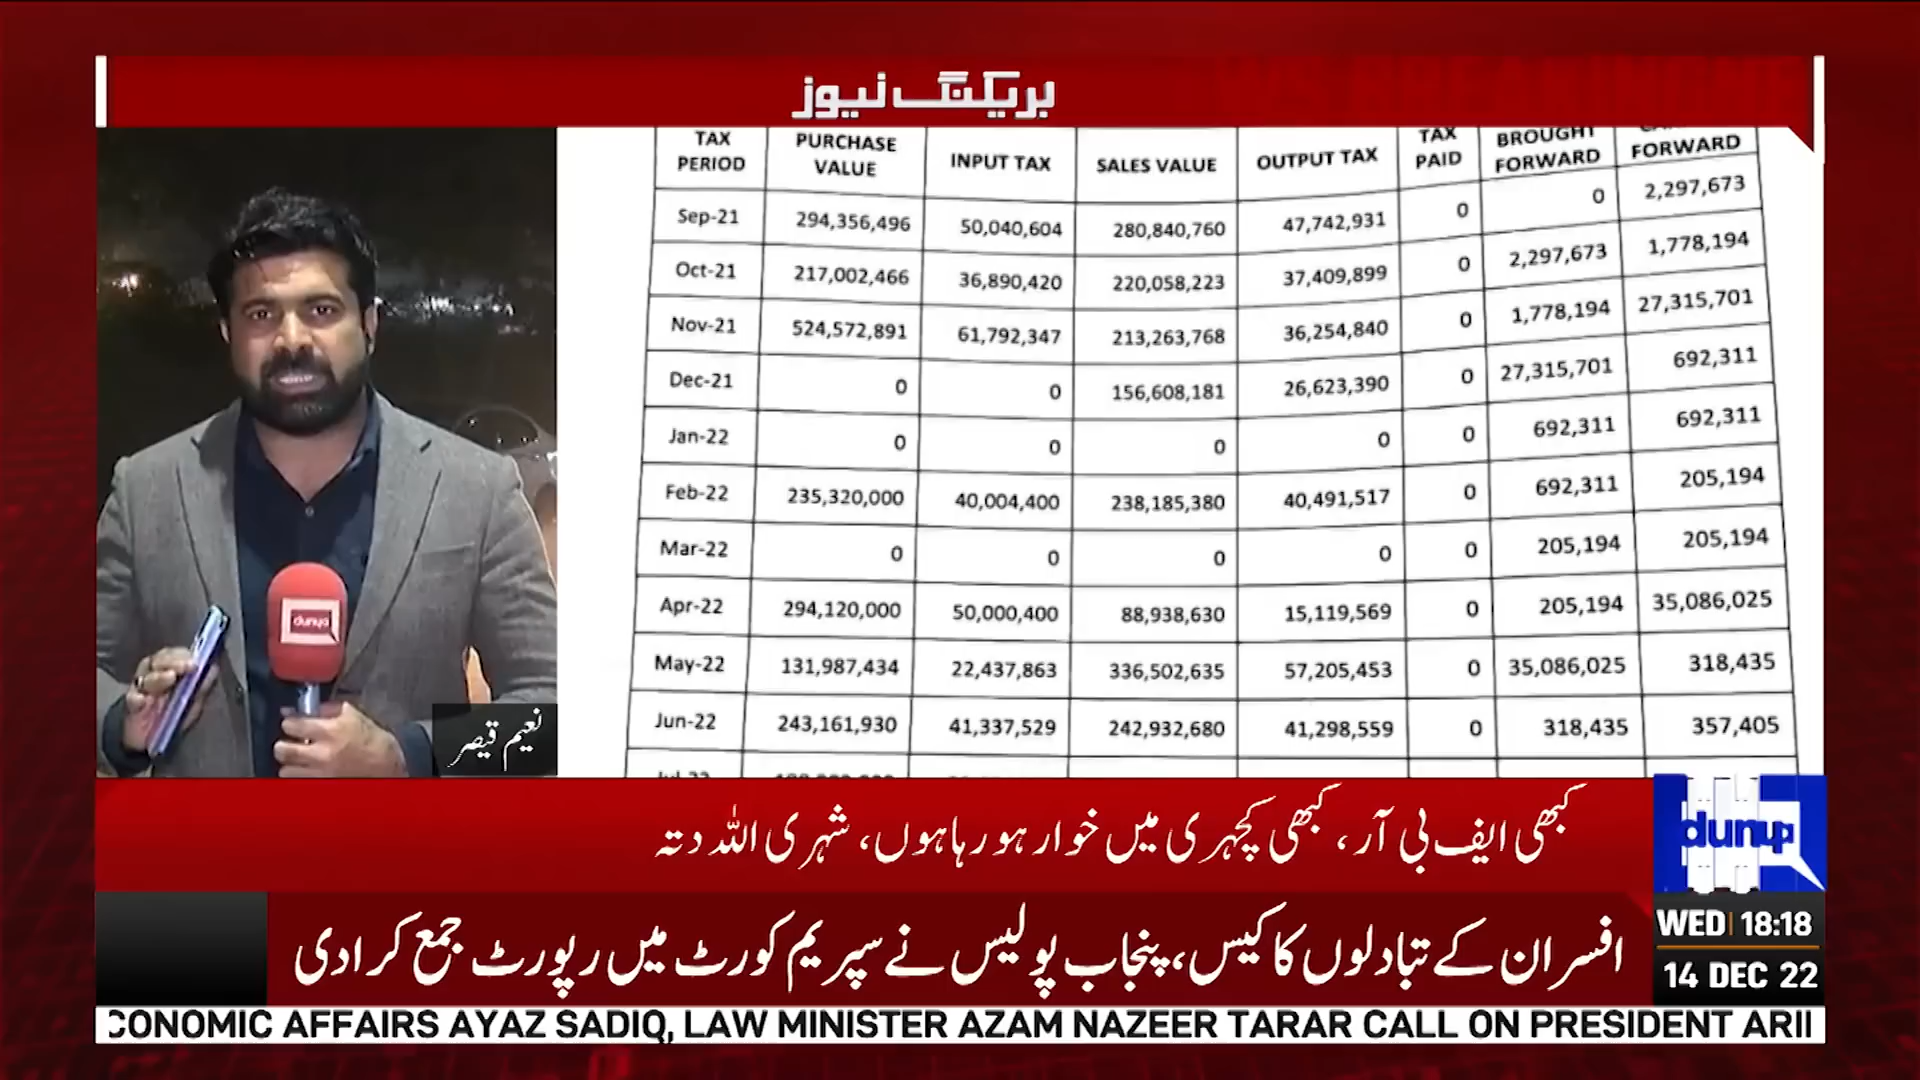 بریکنگ نیوز
TAX PERIOD PURCHASE VALUE INPUT TAX SALES VALUE OUTPUT TAX TAX PAID BROUGHT FORWARD FORWARD
Sep-21 294,356,496 50,040,604 280,840,760 47,742,931 0 0 2,297,673
Oct-21 217,002,466 36,890,420 220,058,223 37,409,899 0 2,297,673 1,778,194
Nov-21 524,572,891 61,792,347 213,263,768 36,254,840 0 1,778,194 27,315,701
Dec-21 0 0 156,608,181 26,623,390 0 27,315,701 692,311
Jan-22 0 0 0 0 0 692,311 692,311
Feb-22 235,320,000 40,004,400 238,185,380 40,491,517 0 692,311 205,194
Mar-22 0 0 0 0 0 205,194 205,194
Apr-22 294,120,000 50,000,400 88,938,630 15,119,569 0 205,194 35,086,025
May-22 131,987,434 22,437,863 336,502,635 57,205,453 0 35,086,025 318,435
Jun-22 243,161,930 41,337,529 242,932,680 41,298,559 0 318,435 357,405
dunya
نعیم قیصر
کبھی ایف بی آر، کبھی کچہری میں خوار ہو رہا ہوں، شہری اللہ دتہ
dunya
افسران کے تبادلوں کا کیس، پنجاب پولیس نے سپریم کورٹ میں رپورٹ جمع کرا دی
WED 18:18
14 DEC 22
CONOMIC AFFAIRS AYAZ SADIQ, LAW MINISTER AZAM NAZEER TARAR CALL ON PRESIDENT ARII